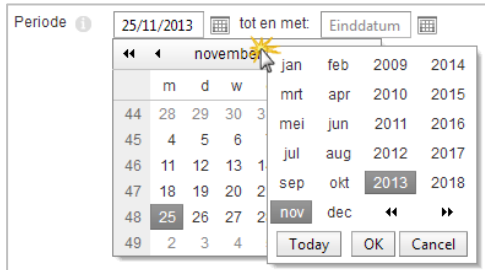 Periode 25/11/2013 tot en met: Einddatum
november
m d w
44 28 29 30
45 4 5 6
46 11 12 13
47 18 19 20
48 25 26 27
49 2 3 4
jan feb 2009 2014
mrt apr 2010 2015
mei jun 2011 2016
jul aug 2012 2017
sep okt 2013 2018
nov dec
Today OK Cancel